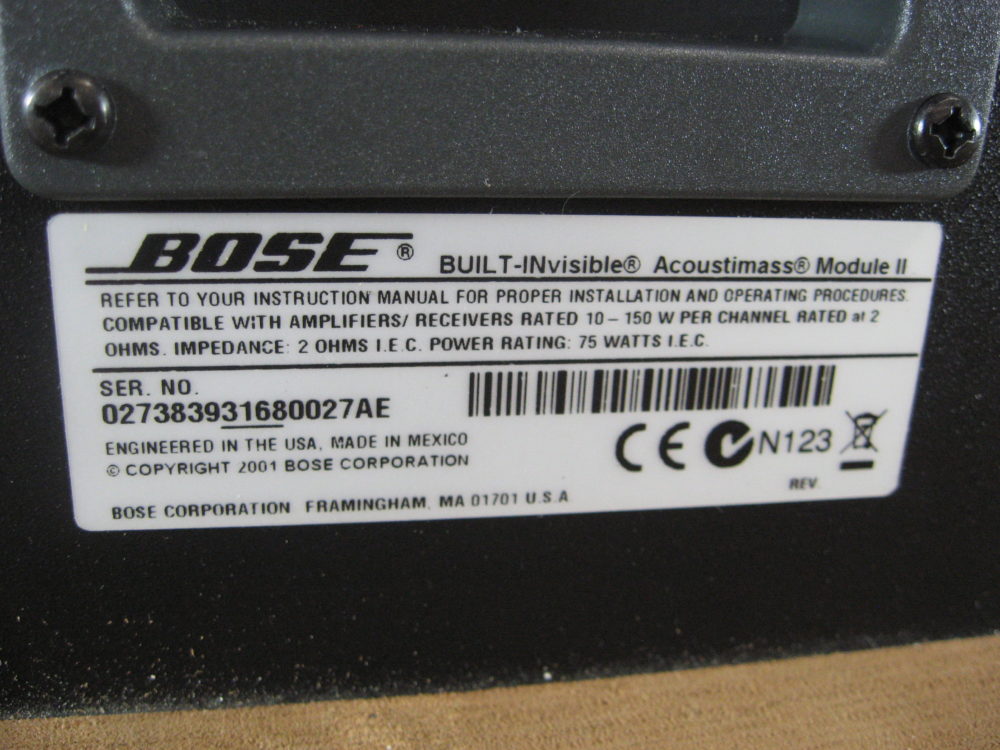 BOSE® BUILT-INvisible® Acoustimass® Module II
REFER TO YOUR INSTRUCTION MANUAL FOR PROPER INSTALLATION AND OPERATING PROCEDURES.
COMPATIBLE WITH AMPLIFIERS/ RECEIVERS RATED 10 – 150 W PER CHANNEL RATED at 2
OHMS. IMPEDANCE: 2 OHMS I.E.C. POWER RATING: 75 WATTS I.E.C.
SER. NO.
027383931680027AE
ENGINEERED IN THE USA, MADE IN MEXICO
© COPYRIGHT 2001 BOSE CORPORATION
CE N123
REV.
BOSE CORPORATION FRAMINGHAM, MA 01701 U.S.A